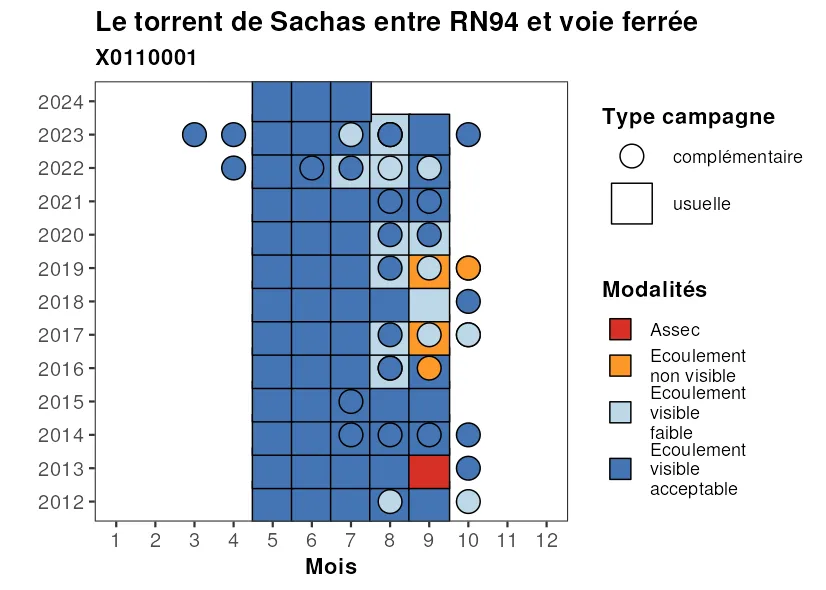 Le torrent de Sachas entre RN94 et voie ferrée
X0110001
2024
2023
2022
2021
2020
2019
2018
2017
2016
2015
2014
2013
2012
1 2 3 4 5 6 7 8 9 10 11 12
Mois
Type campagne
complémentaire
usuelle
Modalités
Assec
Ecoulement
non visible
Ecoulement
visible
faible
Ecoulement
visible
acceptable